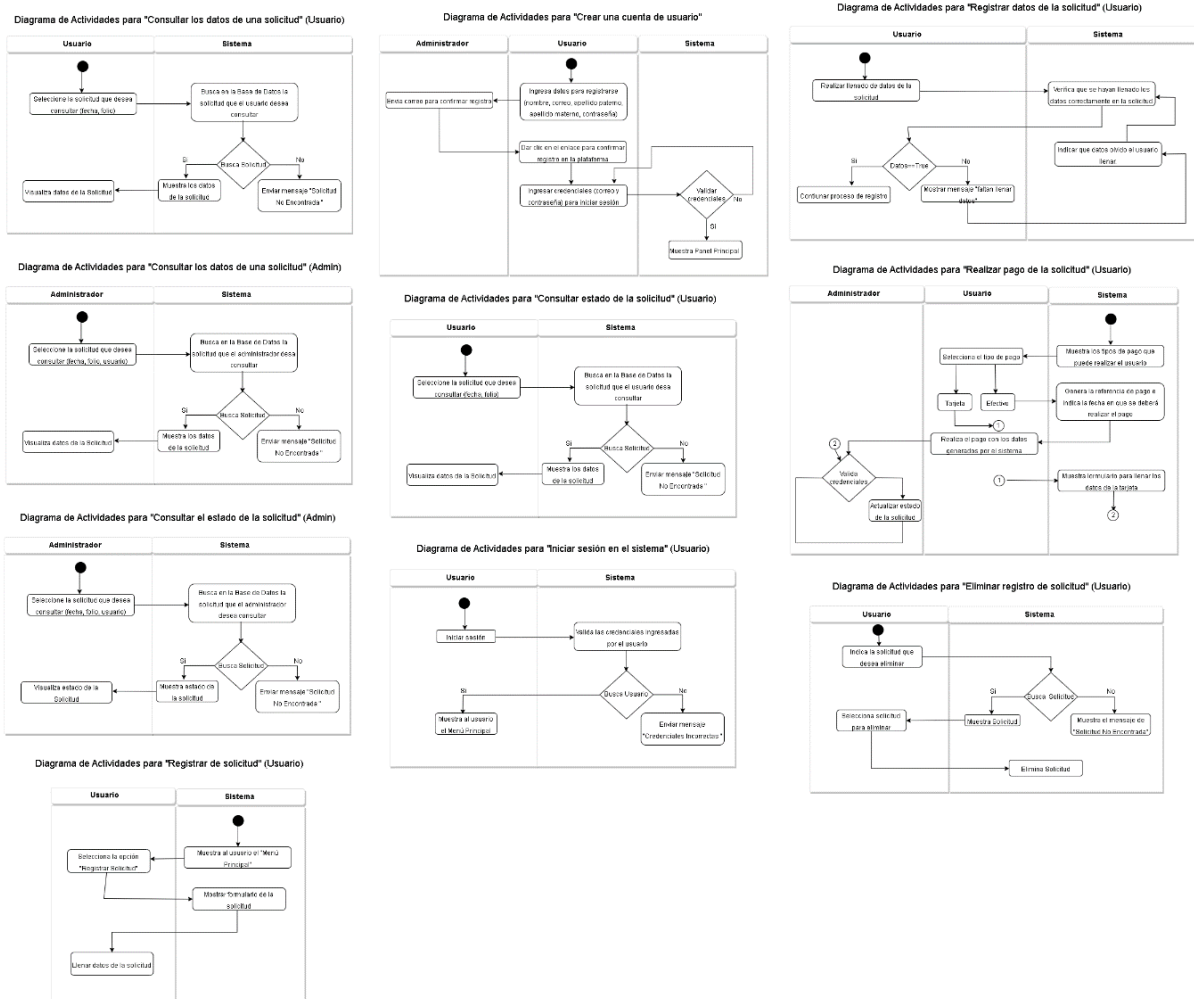 Diagrama de Actividades para "Consultar los datos de una solicitud" (Usuario)
Usuario
Sistema
Seleccione la solicitud que desea
consultar (fecha, folio)
Busca en la Base de Datos la
solicitud que el usuario desea
consultar
Busca Solicitud
Si
No
Muestra los datos
de la solicitud
Enviar mensaje "Solicitud
No Encontrada"
Visualiza datos de la Solicitud
Diagrama de Actividades para "Consultar los datos de una solicitud" (Admin)
Administrador
Sistema
Seleccione la solicitud que desea
consultar (fecha, folio, usuario)
Busca en la Base de Datos la
solicitud que el administrador desa
consultar
Busca Solicitud
Si
No
Muestra los datos
de la solicitud
Enviar mensaje "Solicitud
No Encontrada"
Visualiza datos de la Solicitud
Diagrama de Actividades para "Consultar el estado de la solicitud" (Admin)
Administrador
Sistema
Seleccione la solicitud que desea
consultar (fecha, folio, usuario)
Busca en la Base de Datos la
solicitud que el administrador
desea consultar
Busca Solicitud
Si
No
Muestra estado de
la solicitud
Enviar mensaje "Solicitud
No Encontrada"
Visualiza estado de la
Solicitud
Diagrama de Actividades para "Registrar de solicitud" (Usuario)
Usuario
Sistema
Muestra al usuario el "Menú
Principal"
Selecciona la opción
"Registrar Solicitud"
Mostrar formulario de la
solicitud
Llenar datos de la solicitud
Diagrama de Actividades para "Crear una cuenta de usuario"
Administrador
Usuario
Sistema
Ingresa datos para registrarse
(nombre, correo, apellido paterno,
apellido materno, contraseña)
Envia correo para confirmar registro
Dar clic en el enlace para confirmar
registro en la plataforma
Ingresar credenciales (correo y
contraseña) para iniciar sesión
Validar
credenciales
No
Si
Muestra Panel Principal
Diagrama de Actividades para "Consultar estado de la solicitud" (Usuario)
Usuario
Sistema
Seleccione la solicitud que desea
consultar (fecha, folio)
Busca en la Base de Datos la
solicitud que el usuario desa
consultar
Busca Solicitud
Si
No
Muestra los datos
de la solicitud
Enviar mensaje "Solicitud
No Encontrada"
Visualiza datos de la Solicitud
Diagrama de Actividades para "Iniciar sesión en el sistema" (Usuario)
Usuario
Sistema
Iniciar sesión
Valida las credenciales ingresadas
por el usuario
Busca Usuario
Si
No
Muestra al usuario
el Menú Principal
Enviar mensaje
"Credenciales Incorrectas"
Diagrama de Actividades para "Registrar datos de la solicitud" (Usuario)
Usuario
Sistema
Realizar llenado de datos de la
solicitud
Verifica que se hayan llenado los
datos correctamente en la solicitud
Indicar que datos olvido el usuario
llenar.
Datos==True
Si
No
Contiunar proceso de registro
Mostrar mensaje "faltan llenar
datos"
Diagrama de Actividades para "Realizar pago de la solicitud" (Usuario)
Administrador
Usuario
Sistema
Muestra los tipos de pago que
puede realizar el usuario
Selecciona el tipo de pago
Tarjeta
Efectivo
Genera la referencia de pago e
indica la fecha en que se deberá
realizar el pago
1
Realiza el pago con los datos
generados por el sistema
2
Valida
credenciales
Actualizar estado
de la solicitud
1
Muestra formulario para llenar los
datos de la tarjeta
2
Diagrama de Actividades para "Eliminar registro de solicitud" (Usuario)
Usuario
Sistema
Indica la solicitud que
desea eliminar
Busca Solicitud
Si
No
Muestra Solicitud
Muestra el mensaje de
"Solicitud No Encontrada"
Selecciona solicitud
para eliminar
Elimina Solicitud